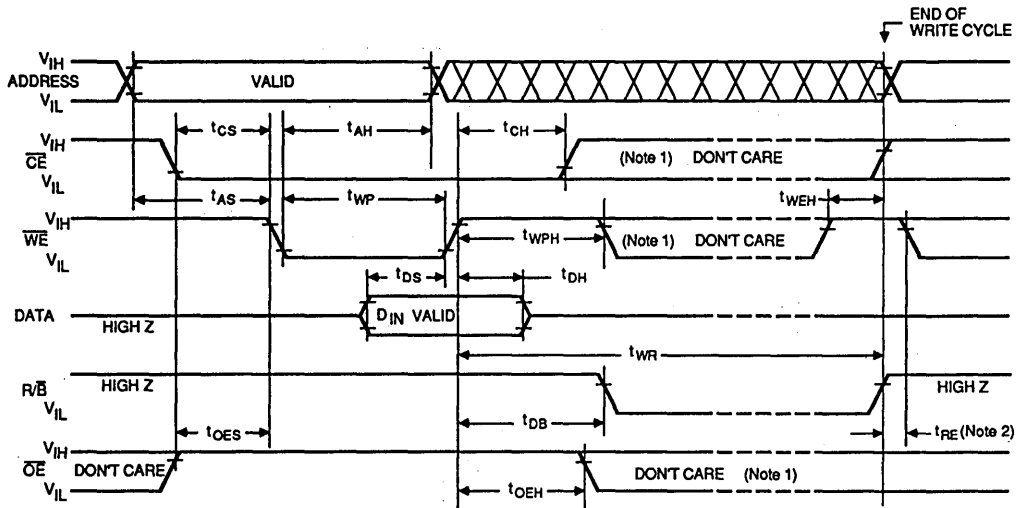 END OF
WRITE CYCLE
VIH
ADDRESS
VIL
VALID
tCS
tAH
tCH
VIH
CE
VIL
(Note 1) DON'T CARE
tAS
tWP
tWEH
VIH
WE
VIL
tWPH
(Note 1) DON'T CARE
tDS
tDH
DATA
HIGH Z
DIN VALID
tWR
R/B
HIGH Z
VIL
HIGH Z
tOES
tDB
tRE (Note 2)
VIH
OE
VIL
DON'T CARE
DON'T CARE (Note 1)
tOEH